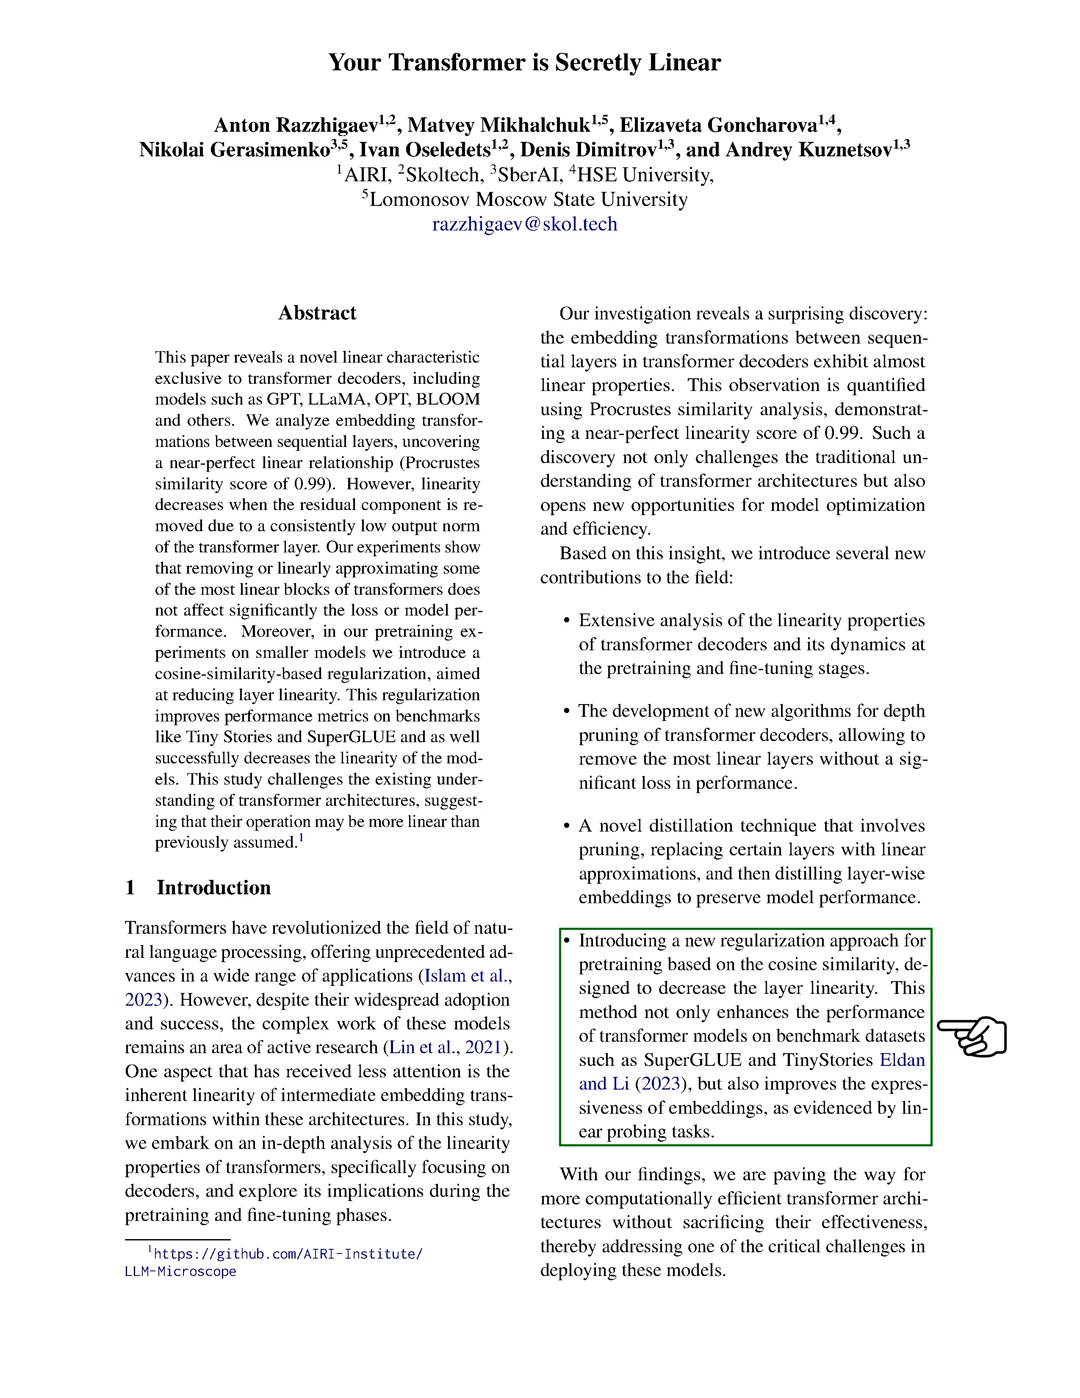 Your Transformer is Secretly Linear
Anton Razzhigaev1,2, Matvey Mikhalchuk1,5, Elizaveta Goncharova1,4,
Nikolai Gerasimenko3,5, Ivan Oseledets1,2, Denis Dimitrov1,3, and Andrey Kuznetsov1,3
1AIRI, 2Skoltech, 3SberAI, 4HSE University,
5Lomonosov Moscow State University
razzhigaev@skol.tech
Abstract
This paper reveals a novel linear characteristic
exclusive to transformer decoders, including
models such as GPT, LLaMA, OPT, BLOOM
and others. We analyze embedding transfor-
mations between sequential layers, uncovering
a near-perfect linear relationship (Procrustes
similarity score of 0.99). However, linearity
decreases when the residual component is re-
moved due to a consistently low output norm
of the transformer layer. Our experiments show
that removing or linearly approximating some
of the most linear blocks of transformers does
not affect significantly the loss or model per-
formance. Moreover, in our pretraining ex-
periments on smaller models we introduce a
cosine-similarity-based regularization, aimed
at reducing layer linearity. This regularization
improves performance metrics on benchmarks
like Tiny Stories and SuperGLUE and as well
successfully decreases the linearity of the mod-
els. This study challenges the existing under-
standing of transformer architectures, suggest-
ing that their operation may be more linear than
previously assumed.1
1 Introduction
Transformers have revolutionized the field of natu-
ral language processing, offering unprecedented ad-
vances in a wide range of applications (Islam et al.,
2023). However, despite their widespread adoption
and success, the complex work of these models
remains an area of active research (Lin et al., 2021).
One aspect that has received less attention is the
inherent linearity of intermediate embedding trans-
formations within these architectures. In this study,
we embark on an in-depth analysis of the linearity
properties of transformers, specifically focusing on
decoders, and explore its implications during the
pretraining and fine-tuning phases.
1https://github.com/AIRI-Institute/
LLM-Microscope
Our investigation reveals a surprising discovery:
the embedding transformations between sequen-
tial layers in transformer decoders exhibit almost
linear properties. This observation is quantified
using Procrustes similarity analysis, demonstrat-
ing a near-perfect linearity score of 0.99. Such a
discovery not only challenges the traditional un-
derstanding of transformer architectures but also
opens new opportunities for model optimization
and efficiency.
Based on this insight, we introduce several new
contributions to the field:
• Extensive analysis of the linearity properties
of transformer decoders and its dynamics at
the pretraining and fine-tuning stages.
• The development of new algorithms for depth
pruning of transformer decoders, allowing to
remove the most linear layers without a sig-
nificant loss in performance.
• A novel distillation technique that involves
pruning, replacing certain layers with linear
approximations, and then distilling layer-wise
embeddings to preserve model performance.
• Introducing a new regularization approach for
pretraining based on the cosine similarity, de-
signed to decrease the layer linearity. This
method not only enhances the performance
of transformer models on benchmark datasets
such as SuperGLUE and TinyStories Eldan
and Li (2023), but also improves the expres-
siveness of embeddings, as evidenced by lin-
ear probing tasks.
With our findings, we are paving the way for
more computationally efficient transformer archi-
tectures without sacrificing their effectiveness,
thereby addressing one of the critical challenges in
deploying these models.